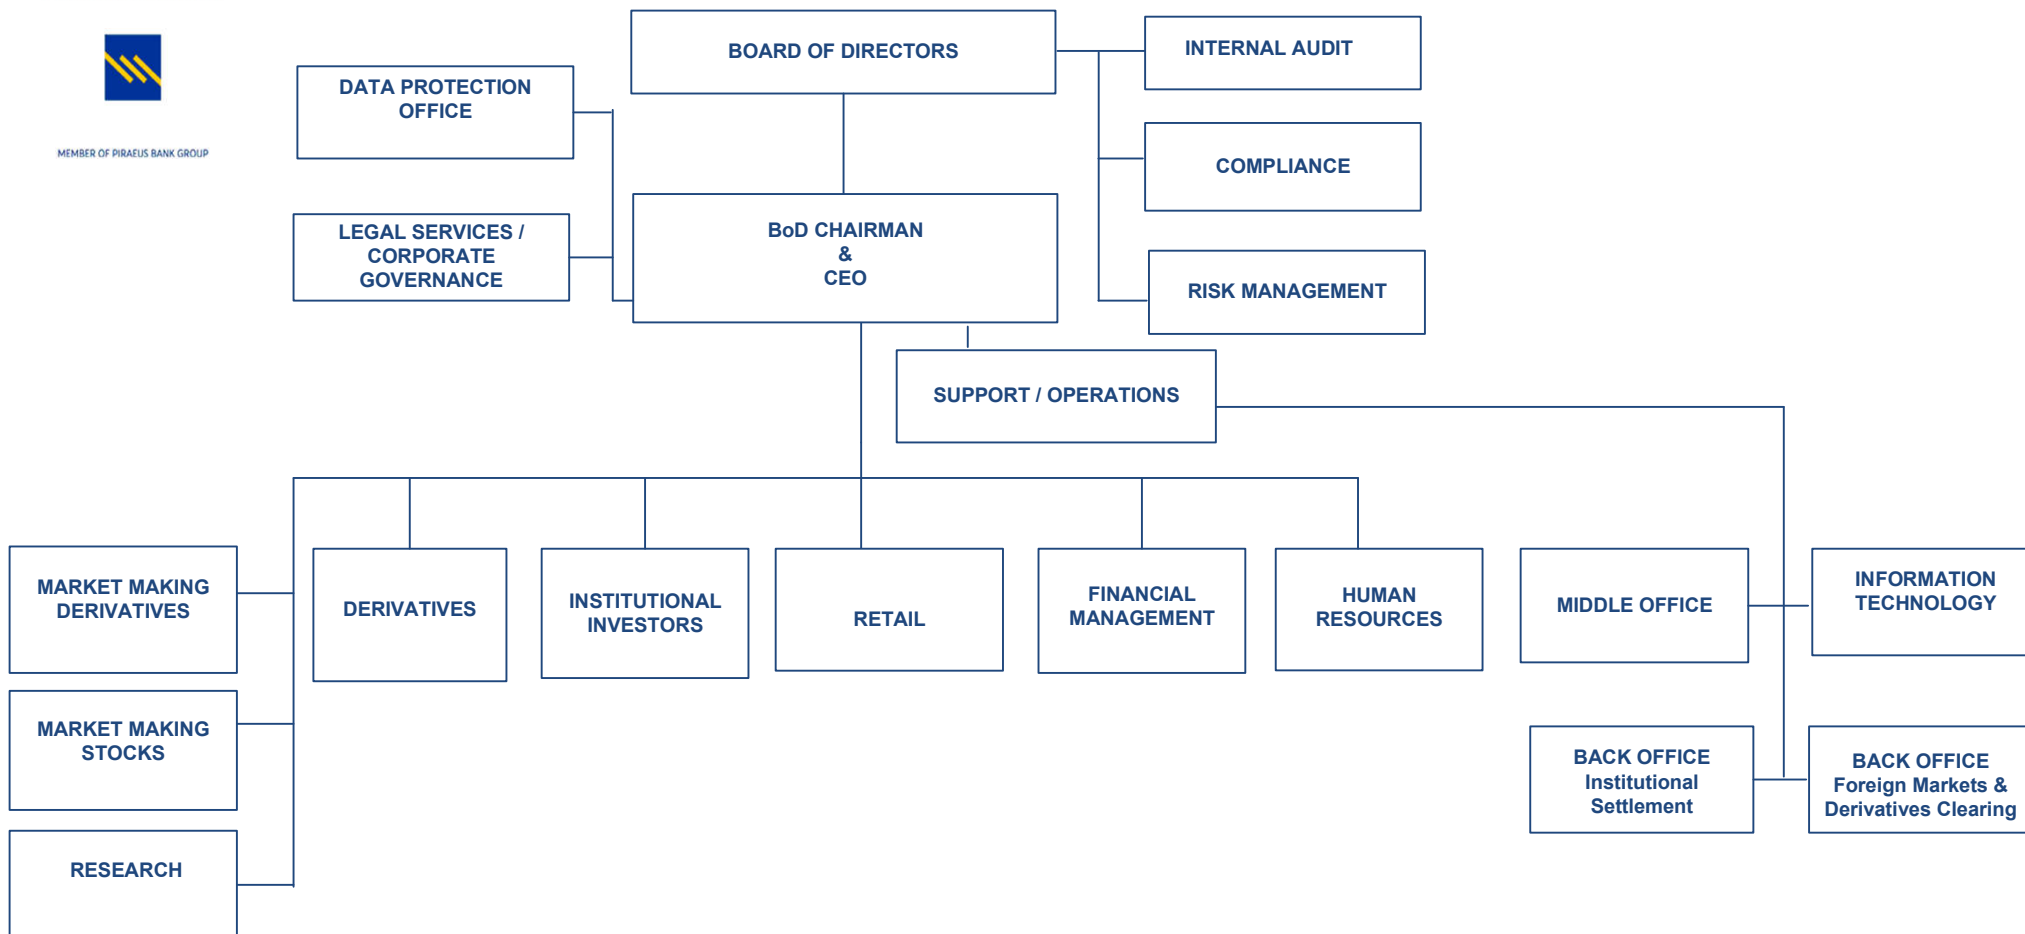 BOARD OF DIRECTORS
INTERNAL AUDIT
DATA PROTECTION
OFFICE
MEMBER OF PIRAEUS BANK GROUP
COMPLIANCE
LEGAL SERVICES /
CORPORATE
GOVERNANCE
BoD CHAIRMAN
&
CEO
RISK MANAGEMENT
SUPPORT / OPERATIONS
MARKET MAKING
DERIVATIVES
DERIVATIVES
INSTITUTIONAL
INVESTORS
RETAIL
FINANCIAL
MANAGEMENT
HUMAN
RESOURCES
MIDDLE OFFICE
INFORMATION
TECHNOLOGY
MARKET MAKING
STOCKS
BACK OFFICE
Institutional
Settlement
BACK OFFICE
Foreign Markets &
Derivatives Clearing
RESEARCH